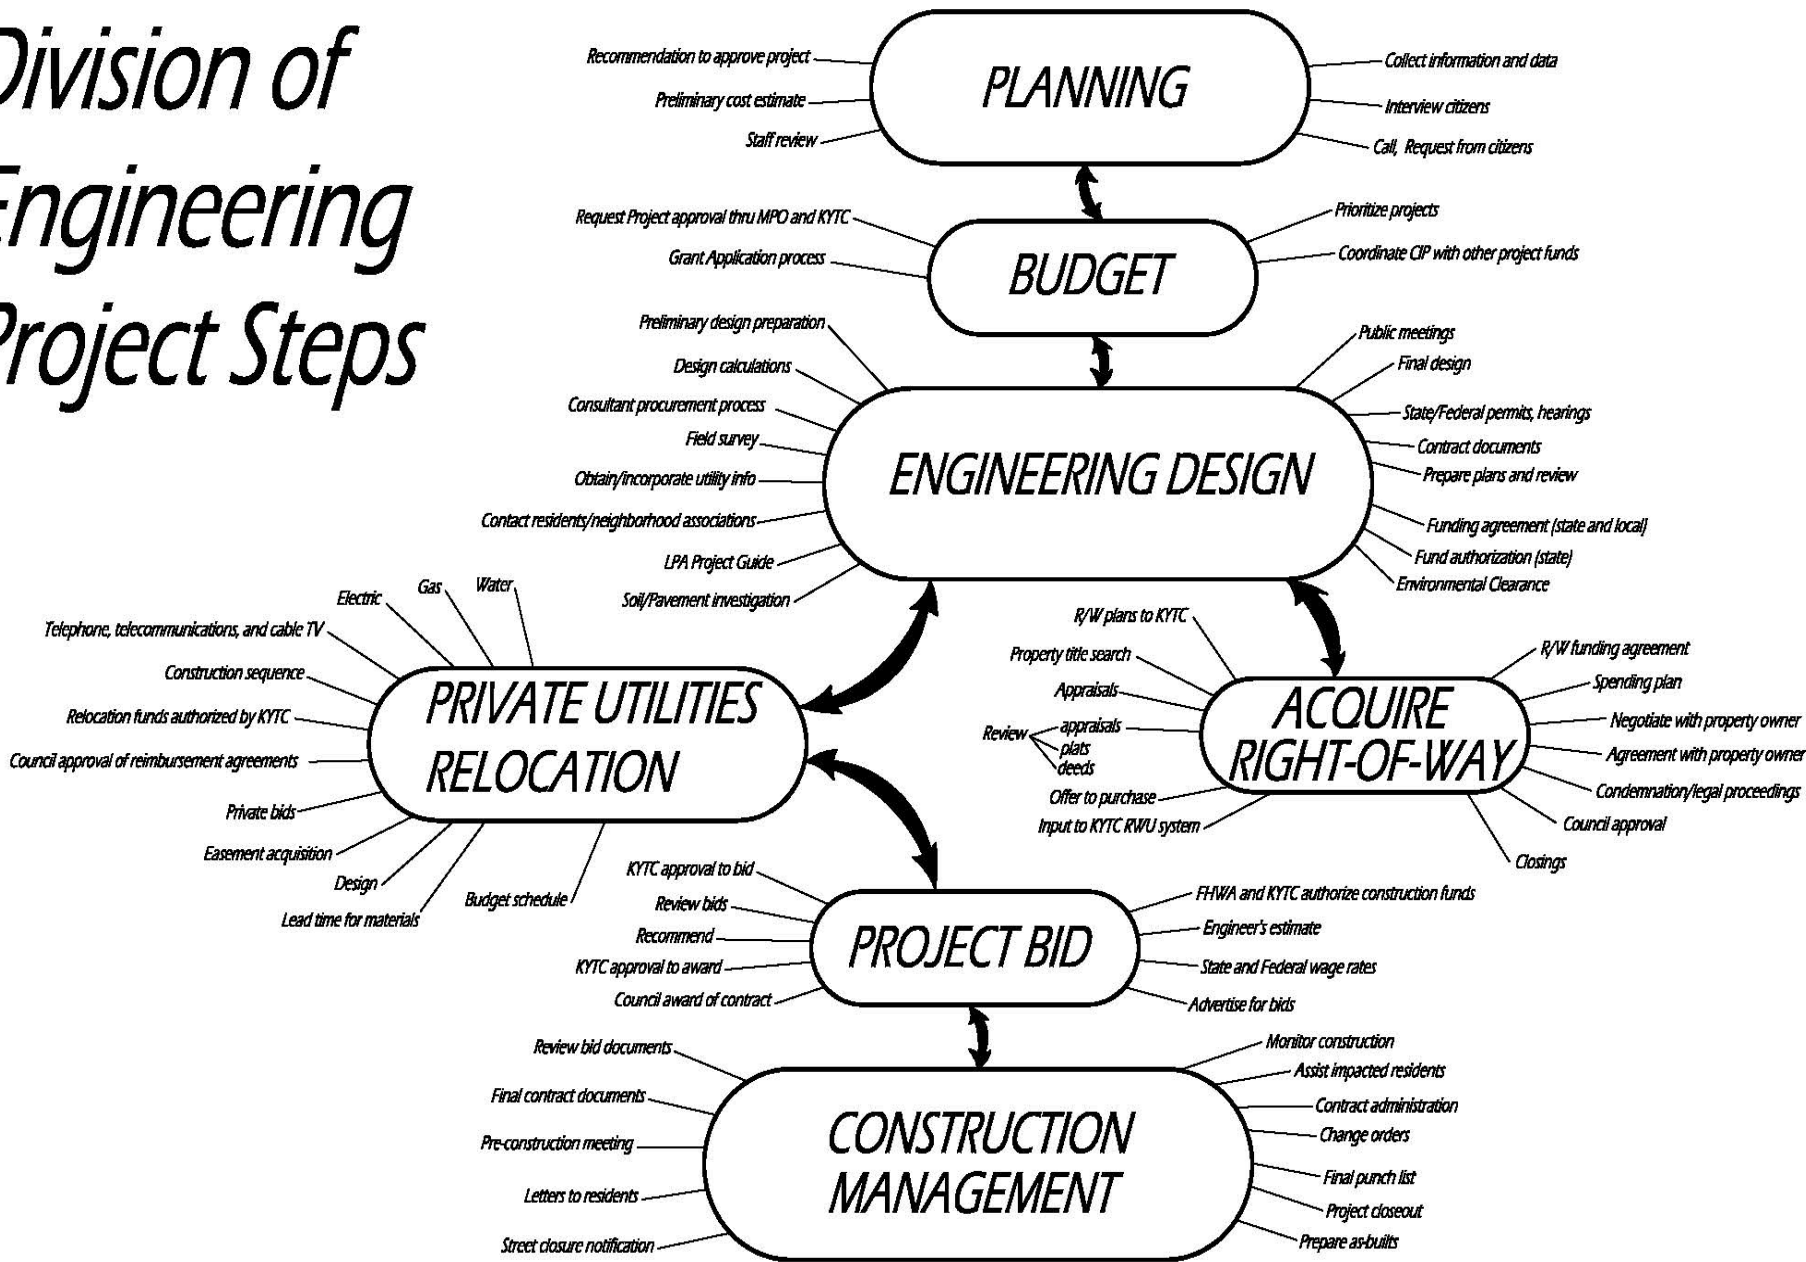 Division of
Engineering
Project Steps
PLANNING
Recommendation to approve project
Preliminary cost estimate
Staff review
Collect information and data
Interview citizens
Call, Request from citizens
BUDGET
Request Project approval thru MPO and KYTC
Grant Application process
Prioritize projects
Coordinate CIP with other project funds
ENGINEERING DESIGN
Preliminary design preparation
Design calculations
Consultant procurement process
Field survey
Obtain/incorporate utility info
Contact residents/neighborhood associations
LPA Project Guide
Soil/Pavement investigation
Public meetings
Final design
State/Federal permits, hearings
Contract documents
Prepare plans and review
Funding agreement (state and local)
Fund authorization (state)
Environmental Clearance
PRIVATE UTILITIES
RELOCATION
Water
Gas
Electric
Telephone, telecommunications, and cable TV
Construction sequence
Relocation funds authorized by KYTC
Council approval of reimbursement agreements
Private bids
Easement acquisition
Design
Lead time for materials
Budget schedule
ACQUIRE
RIGHT-OF-WAY
R/W plans to KYTC
Property title search
Appraisals
Review
appraisals
plats
deeds
Offer to purchase
Input to KYTC RWU system
R/W funding agreement
Spending plan
Negotiate with property owner
Agreement with property owner
Condemnation/legal proceedings
Council approval
Closings
PROJECT BID
KYTC approval to bid
Review bids
Recommend
KYTC approval to award
Council award of contract
FHWA and KYTC authorize construction funds
Engineer's estimate
State and Federal wage rates
Advertise for bids
CONSTRUCTION
MANAGEMENT
Review bid documents
Final contract documents
Pre-construction meeting
Letters to residents
Street closure notification
Monitor construction
Assist impacted residents
Contract administration
Change orders
Final punch list
Project closeout
Prepare as-builts